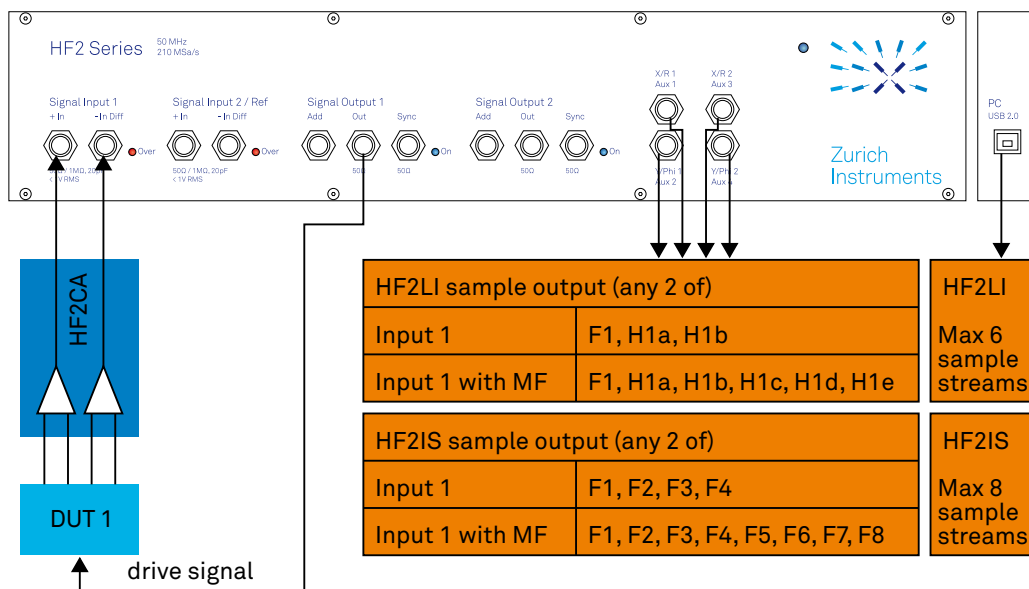 HF2 Series
50 MHz
210 MSa/s
X/R 1
Aux 1
X/R 2
Aux 3
PC
USB 2.0
Signal Input 1
Signal Input 2 / Ref
Signal Output 1
Signal Output 2
+ In
-In Diff
+ In
-In Diff
Add
Out
Sync
Add
Out
Sync
Over
Over
On
On
50Ω / 1MΩ, 20pF
< 1V RMS
50Ω / 1MΩ, 20pF
< 1V RMS
50Ω
50Ω
50Ω
50Ω
Y/Phi 1
Aux 2
Y/Phi 2
Aux
Zurich
Instruments
HF2CA
HF2LI sample output (any 2 of)
Input 1
F1, H1a, H1b
Input 1 with MF
F1, H1a, H1b, H1c, H1d, H1e
HF2LI
Max 6
sample
streams
HF2IS sample output (any 2 of)
Input 1
F1, F2, F3, F4
Input 1 with MF
F1, F2, F3, F4, F5, F6, F7, F8
HF2IS
Max 8
sample
streams
DUT 1
drive signal